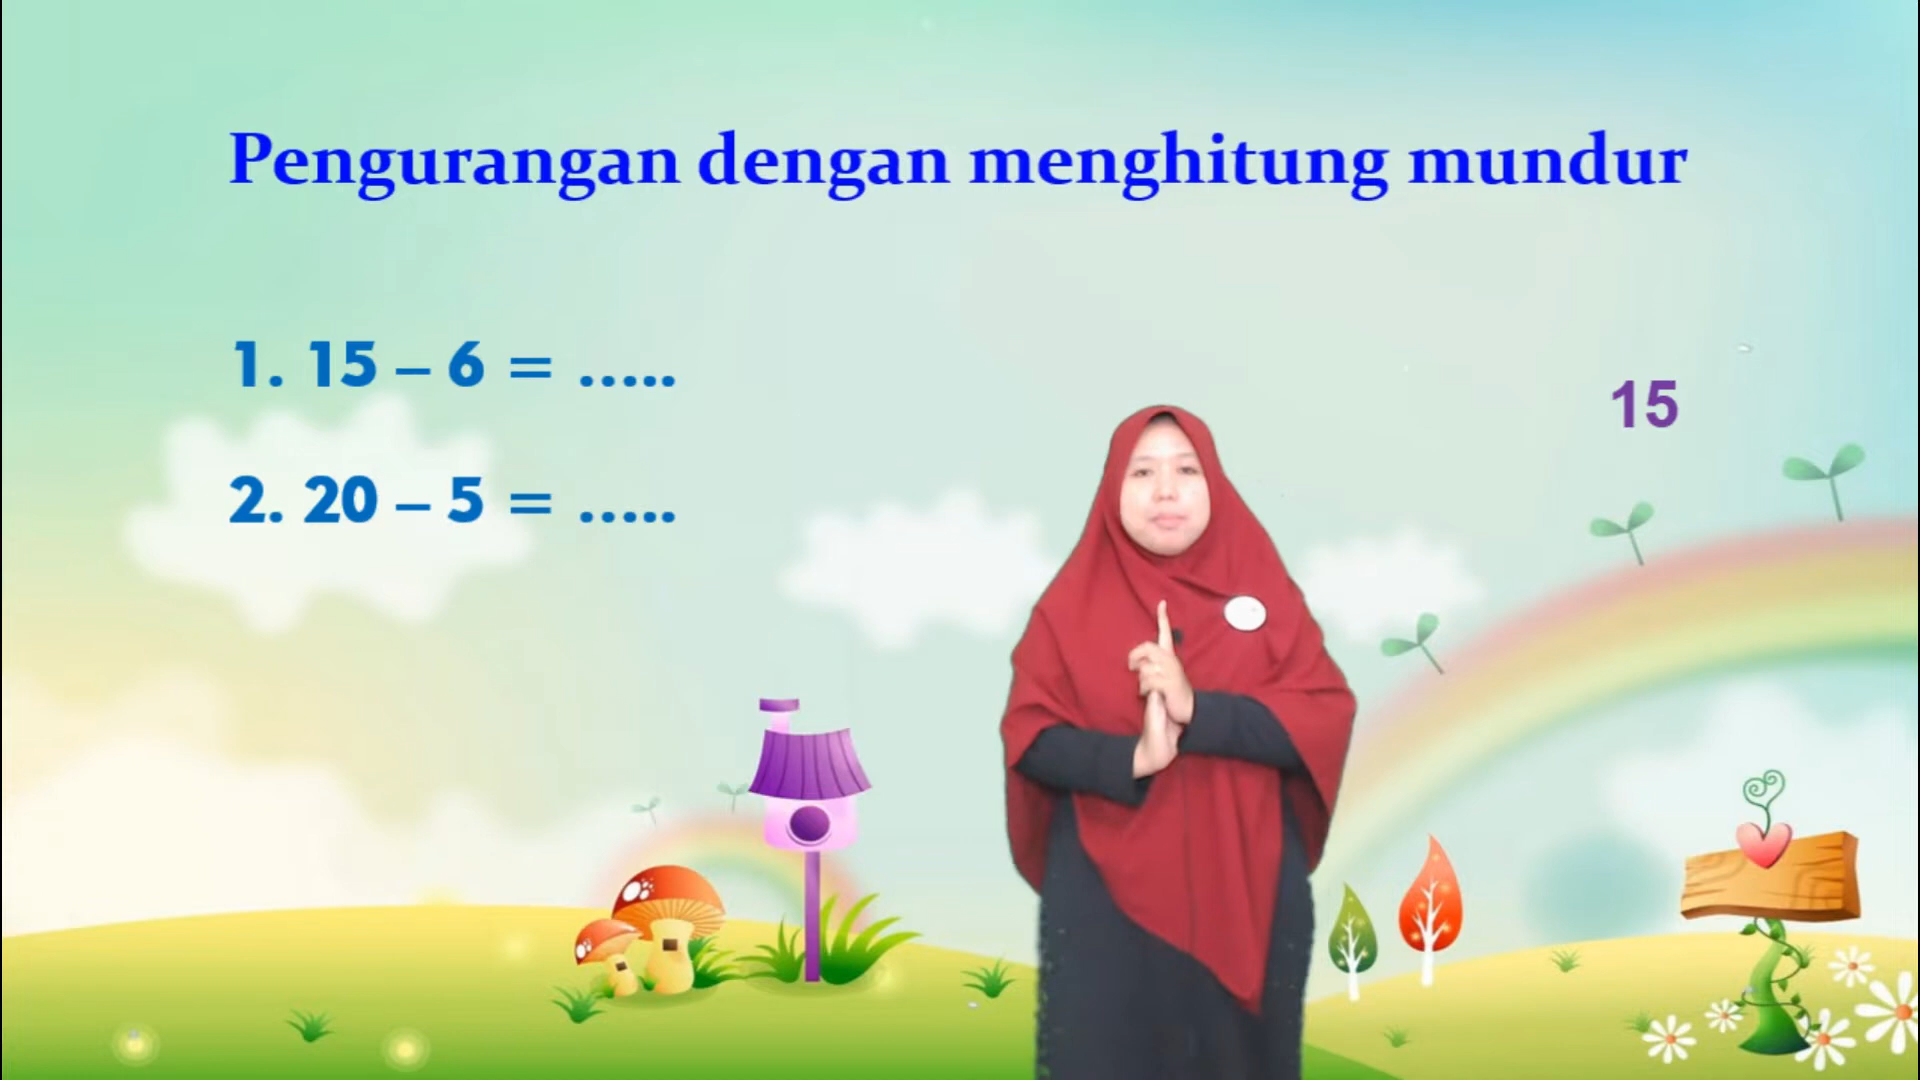 Pengurangan dengan menghitung mundur
1. 15 – 6 = .....
15
2. 20 – 5 = .....